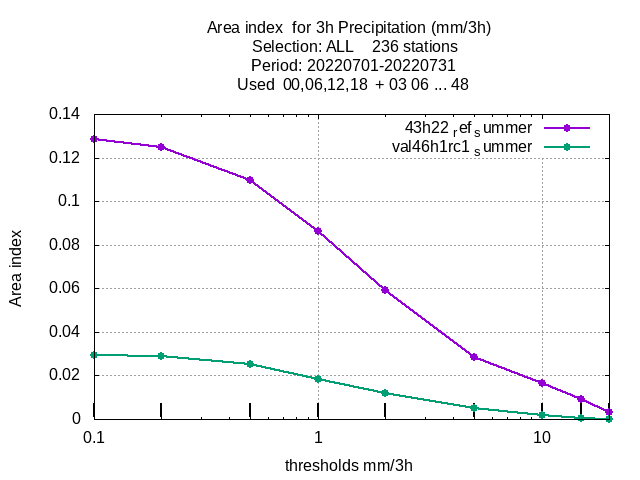 Area index  for 3h Precipitation (mm/3h)
Selection: ALL    236 stations
Period: 20220701-20220731
Used  00,06,12,18  + 03 06 ... 48
0.14
43h22_ref_summer
val46h1rc1_summer
0.12
0.1
0.08
Area index
0.06
0.04
0.02
0
0.1 1 10
thresholds mm/3h